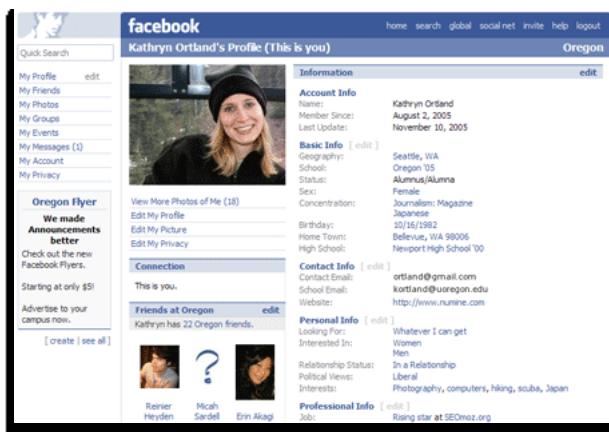 facebook
home search global social net invite help logout
Kathryn Ortland's Profile (This is you)
Oregon
Quick Search
My Profile edit
My Friends
My Photos
My Groups
My Events
My Messages (1)
My Account
My Privacy
Oregon Flyer
We made
Announcements
better
Check out the new
Facebook Flyers.
Starting at only $5!
Advertise to your
campus now.
[ create | see all ]
View More Photos of Me (18)
Edit My Profile
Edit My Picture
Edit My Privacy
Connection
This is you.
Friends at Oregon edit
Kathryn has 22 Oregon friends.
Reinier
Heyden
Micah
Sardell
Erin Akagi
Information edit
Account Info
Name: Kathryn Ortland
Member Since: August 2, 2005
Last Update: November 10, 2005
Basic Info [ edit ]
Geography: Seattle, WA
School: Oregon '05
Status: Alumnus/Alumna
Sex: Female
Concentration: Journalism: Magazine
Japanese
Birthday: 10/16/1982
Home Town: Bellevue, WA 98006
High School: Newport High School '00
Contact Info [ edit ]
Contact Email: ortland@gmail.com
School Email: kortland@uoregon.edu
Website: http://www.numine.com
Personal Info [ edit ]
Looking For: Whatever I can get
Interested In: Women
Men
Relationship Status: In a Relationship
Political Views: Liberal
Interests: Photography, computers, hiking, scuba, Japan
Professional Info [ edit ]
Job: Rising star at SEOmoz.org